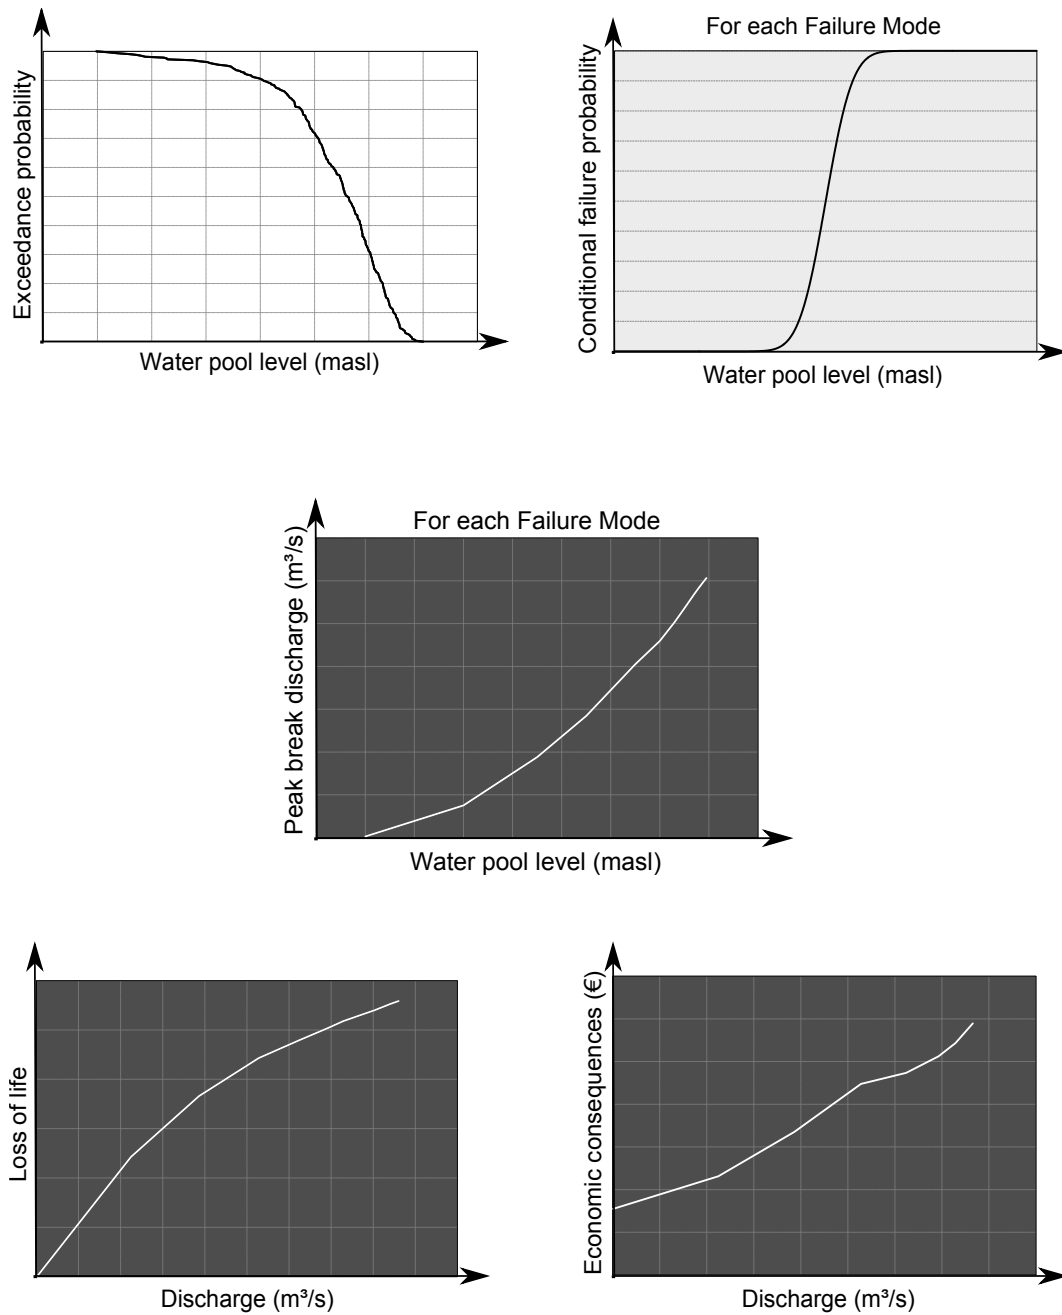 Exceedance probability
Water pool level (masl)
For each Failure Mode
Conditional failure probability
Water pool level (masl)
For each Failure Mode
Peak break discharge (m³/s)
Water pool level (masl)
Loss of life
Discharge (m³/s)
Economic consequences (€)
Discharge (m³/s)